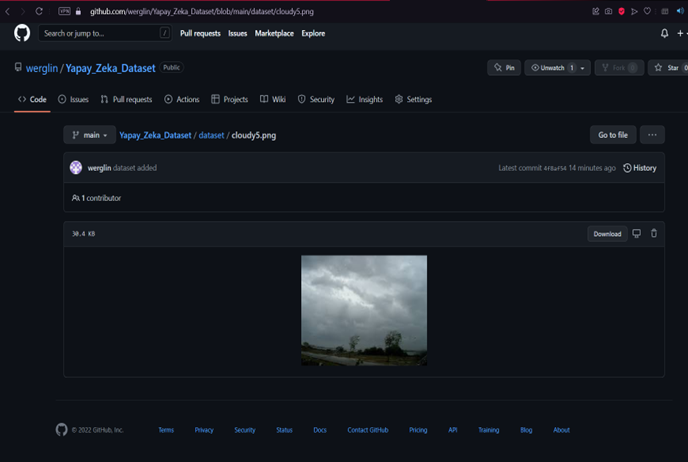 VPN github.com/werglin/Yapay_Zeka_Dataset/blob/main/dataset/cloudy5.png
Search or jump to... / Pull requests Issues Marketplace Explore
werglin / Yapay_Zeka_Dataset Public Pin Unwatch 1 Fork 0 Star 0
Code Issues Pull requests Actions Projects Wiki Security Insights Settings
main Yapay_Zeka_Dataset / dataset / cloudy5.png Go to file ...
werglin dataset added Latest commit 14 minutes ago History
1 contributor
30.4 KB Download
© 2022 GitHub, Inc. Terms Privacy Security Status Docs Contact GitHub Pricing API Training Blog About